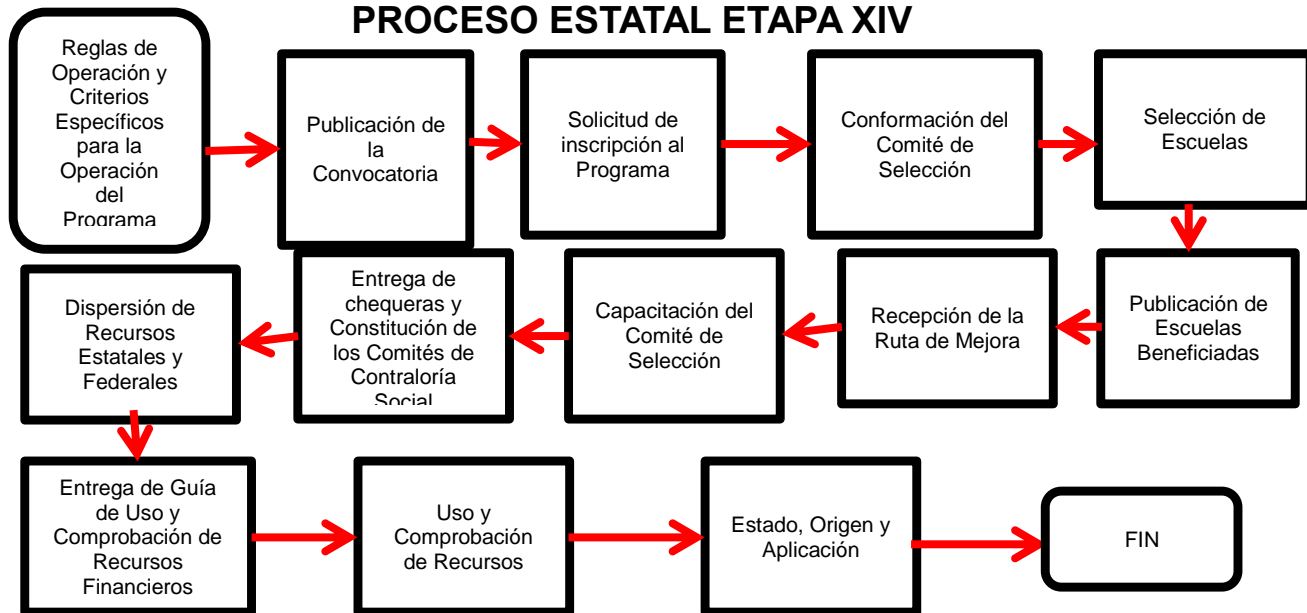 PROCESO ESTATAL ETAPA XIV
Reglas de
Operación y
Criterios
Específicos
para la
Operación
del
Programa
Publicación de
la
Convocatoria
Solicitud de
inscripción al
Programa
Conformación del
Comité de
Selección
Selección de
Escuelas
Publicación de
Escuelas
Beneficiadas
Recepción de la
Ruta de Mejora
Capacitación del
Comité de
Selección
Entrega de
chequeras y
Constitución de
los Comités de
Contraloría
Social
Dispersión de
Recursos
Estatales y
Federales
Entrega de Guía
de Uso y
Comprobación de
Recursos
Financieros
Uso y
Comprobación
de Recursos
Estado, Origen y
Aplicación
FIN